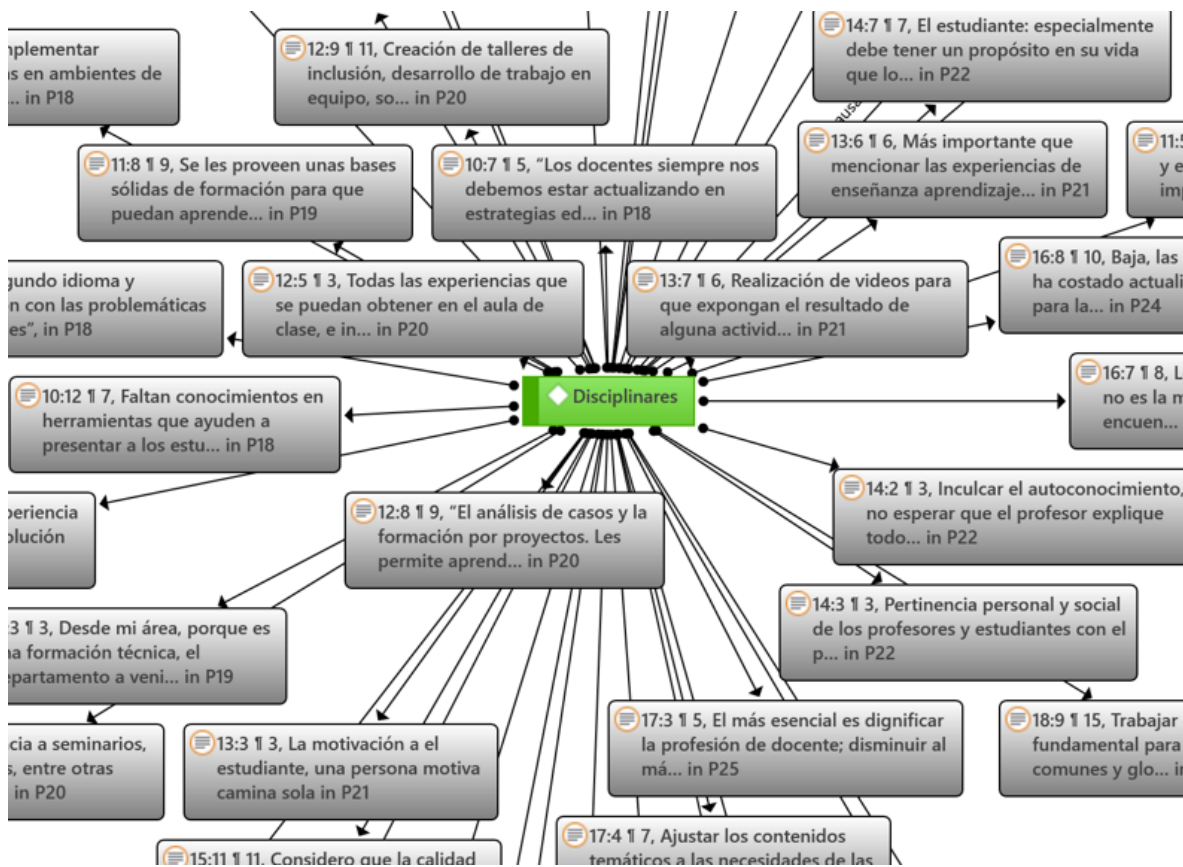 mplementar
as en ambientes de
... in P18
12:9 ¶ 11, Creación de talleres de
inclusión, desarrollo de trabajo en
equipo, so... in P20
14:7 ¶ 7, El estudiante: especialmente
debe tener un propósito en su vida
que lo... in P22
11:8 ¶ 9, Se les proveen unas bases
sólidas de formación para que
puedan aprende... in P19
10:7 ¶ 5, “Los docentes siempre nos
debemos estar actualizando en
estrategias ed... in P18
13:6 ¶ 6, Más importante que
mencionar las experiencias de
enseñanza aprendizaje... in P21
11:5
y e
imp
gundo idioma y
n con las problemáticas
es”, in P18
12:5 ¶ 3, Todas las experiencias que
se puedan obtener en el aula de
clase, e in... in P20
13:7 ¶ 6, Realización de videos para
que expongan el resultado de
alguna activid... in P21
16:8 ¶ 10, Baja, las
ha costado actuali
para la... in P24
10:12 ¶ 7, Faltan conocimientos en
herramientas que ayuden a
presentar a los estu... in P18
Disciplinares
16:7 ¶ 8, L
no es la m
encuen...
periencia
olución
12:8 ¶ 9, “El análisis de casos y la
formación por proyectos. Les
permite aprend... in P20
14:2 ¶ 3, Inculcar el autoconocimiento,
no esperar que el profesor explique
todo... in P22
:3 ¶ 3, Desde mi área, porque es
na formación técnica, el
epartamento a veni... in P19
14:3 ¶ 3, Pertinencia personal y social
de los profesores y estudiantes con el
p... in P22
cia a seminarios,
s, entre otras
in P20
13:3 ¶ 3, La motivación a el
estudiante, una persona motiva
camina sola in P21
17:3 ¶ 5, El más esencial es dignificar
la profesión de docente; disminuir al
má... in P25
18:9 ¶ 15, Trabajar
fundamental para
comunes y glo... i
15:11 ¶ 11, Considero que la calidad
17:4 ¶ 7, Ajustar los contenidos
temáticos a las necesidades de las